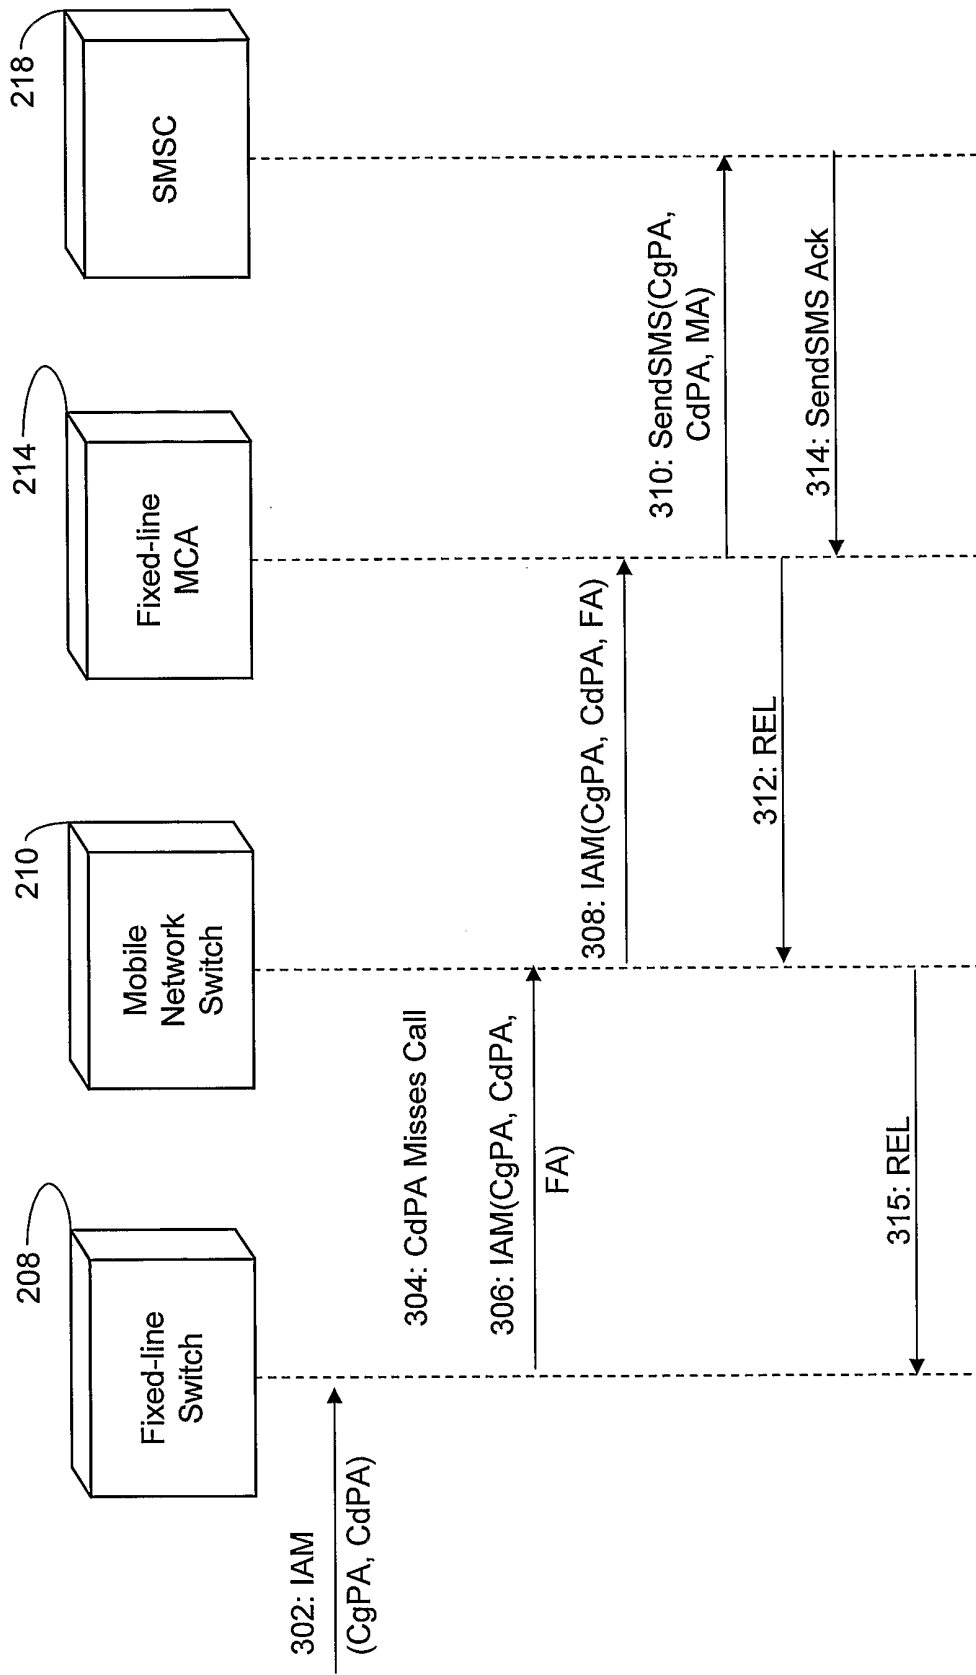 208
Fixed-line
Switch
210
Mobile
Network
Switch
214
Fixed-line
MCA
218
SMSC
302: IAM
(CgPA, CdPA)
304: CdPA Misses Call
306: IAM(CgPA, CdPA,
FA)
308: IAM(CgPA, CdPA, FA)
310: SendSMS(CgPA,
CdPA, MA)
312: REL
314: SendSMS Ack
315: REL